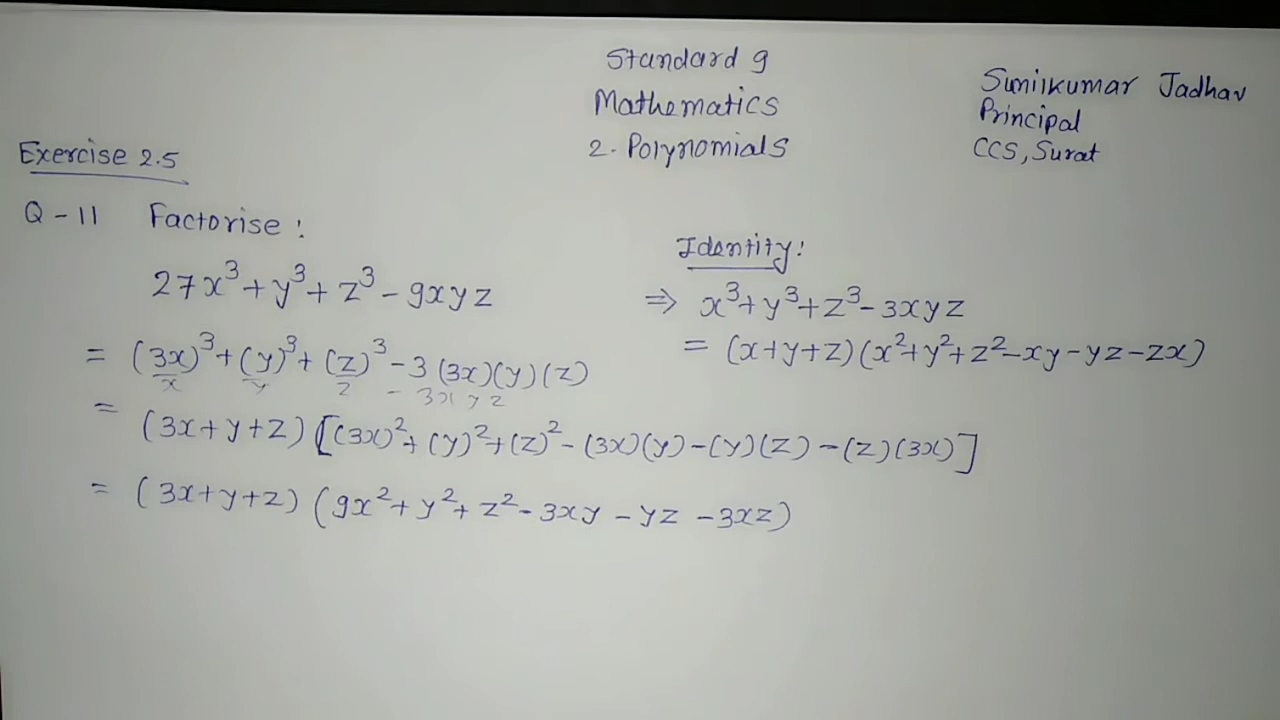 Standard 9
Mathematics
2. Polynomials
Sunilkumar Jadhav
Principal
CCS, Surat
Exercise 2.5
Q - 11 Factorise :
27x³ + y³ + z³ - 9xyz
= (3x)³ + (y)³ + (z)³ - 3 (3x)(y)(z)
x y z - 3x y z
= (3x + y + z) [(3x)² + (y)² + (z)² - (3x)(y) - (y)(z) - (z)(3x)]
= (3x + y + z) (9x² + y² + z² - 3xy - yz - 3xz)
Identity :
⇒ x³ + y³ + z³ - 3xyz
= (x + y + z) (x² + y² + z² - xy - yz - zx)